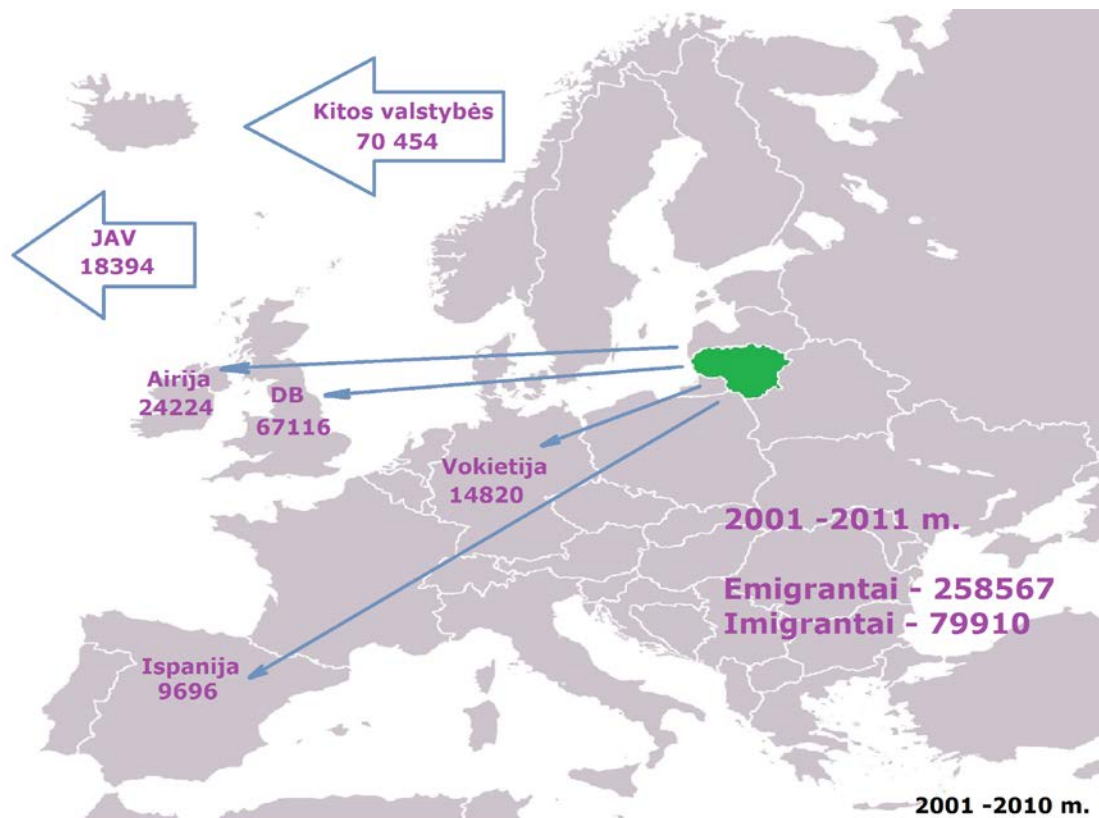 Kitos valstybės
70 454
JAV
18394
Airija
24224
DB
67116
Vokietija
14820
2001 -2011 m.
Emigrantai - 258567
Imigrantai - 79910
Ispanija
9696
2001 -2010 m.